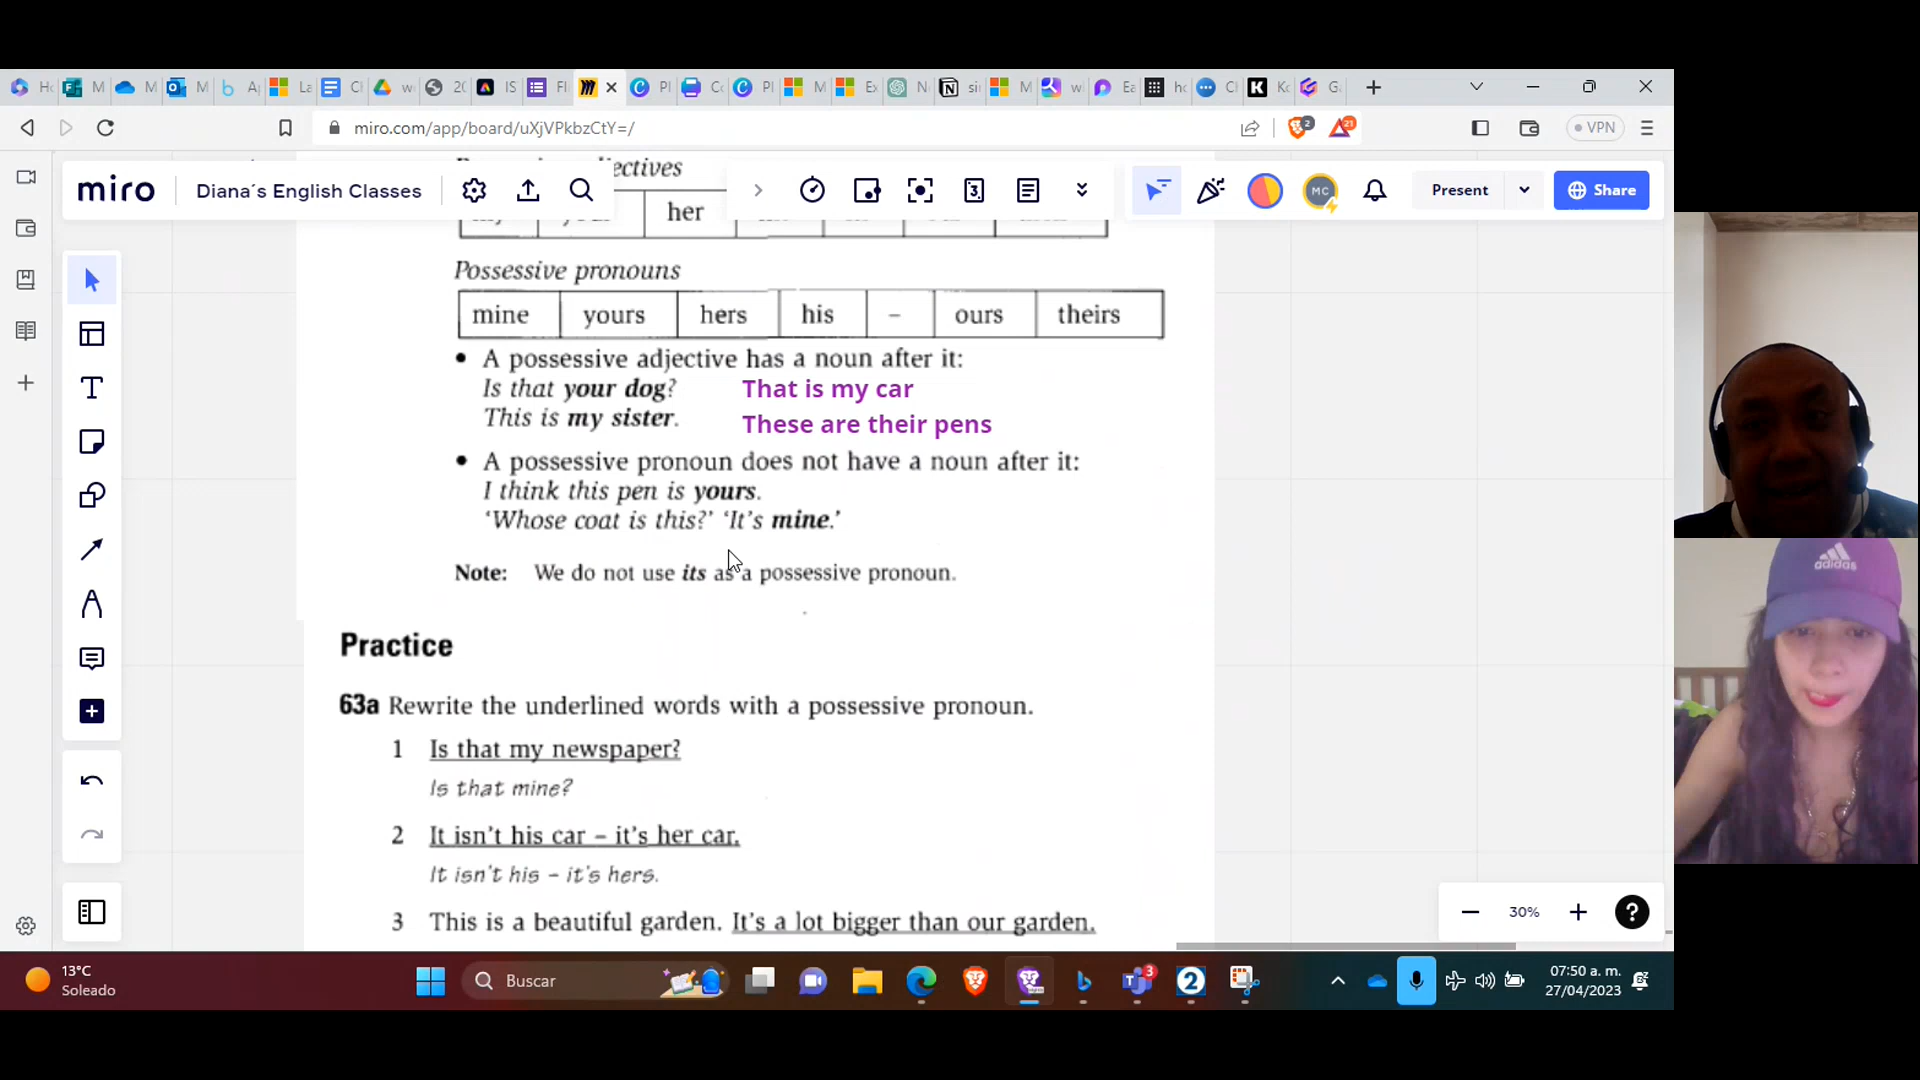 miro.com/app/board/uXjVPkbzCtY=/
VPN
miro
Diana´s English Classes
Present
Share
MC
ectives
her
Possessive pronouns
mine yours hers his – ours theirs
• A possessive adjective has a noun after it:
Is that your dog?
That is my car
This is my sister.
These are their pens
• A possessive pronoun does not have a noun after it:
I think this pen is yours.
‘Whose coat is this?’ ‘It’s mine.’
Note: We do not use its as a possessive pronoun.
Practice
63a Rewrite the underlined words with a possessive pronoun.
1 Is that my newspaper?
Is that mine?
2 It isn’t his car – it’s her car.
It isn’t his – it’s hers.
3 This is a beautiful garden. It’s a lot bigger than our garden.
30%
adidas
13°C
Soleado
Buscar
07:50 a. m.
27/04/2023